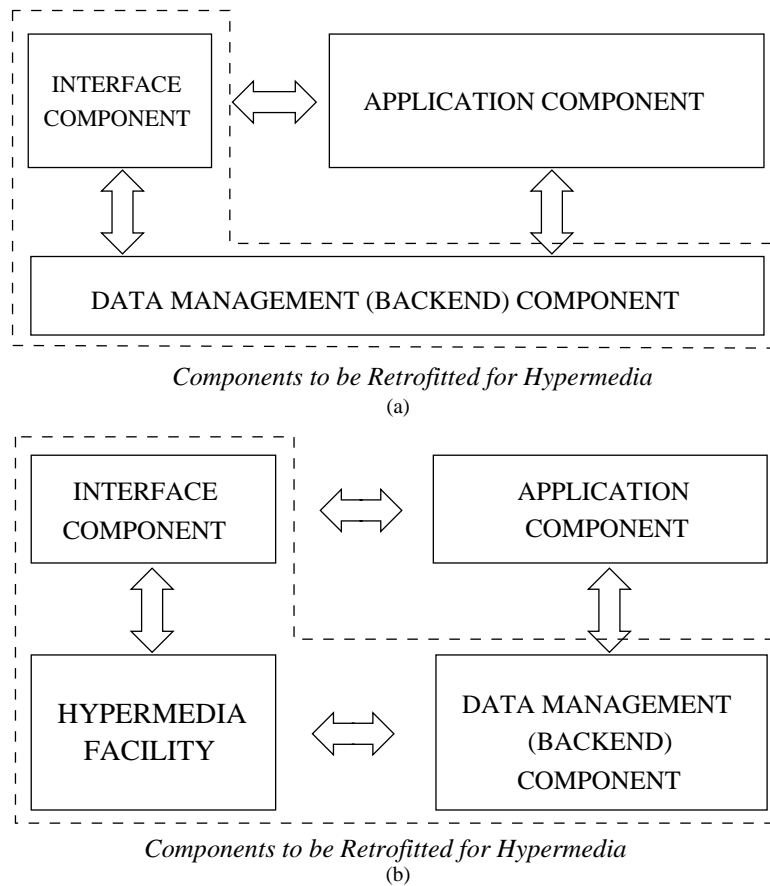 INTERFACE
COMPONENT
APPLICATION COMPONENT
DATA MANAGEMENT (BACKEND) COMPONENT
Components to be Retrofitted for Hypermedia
(a)
INTERFACE
COMPONENT
APPLICATION
COMPONENT
HYPERMEDIA
FACILITY
DATA MANAGEMENT
(BACKEND)
COMPONENT
Components to be Retrofitted for Hypermedia
(b)